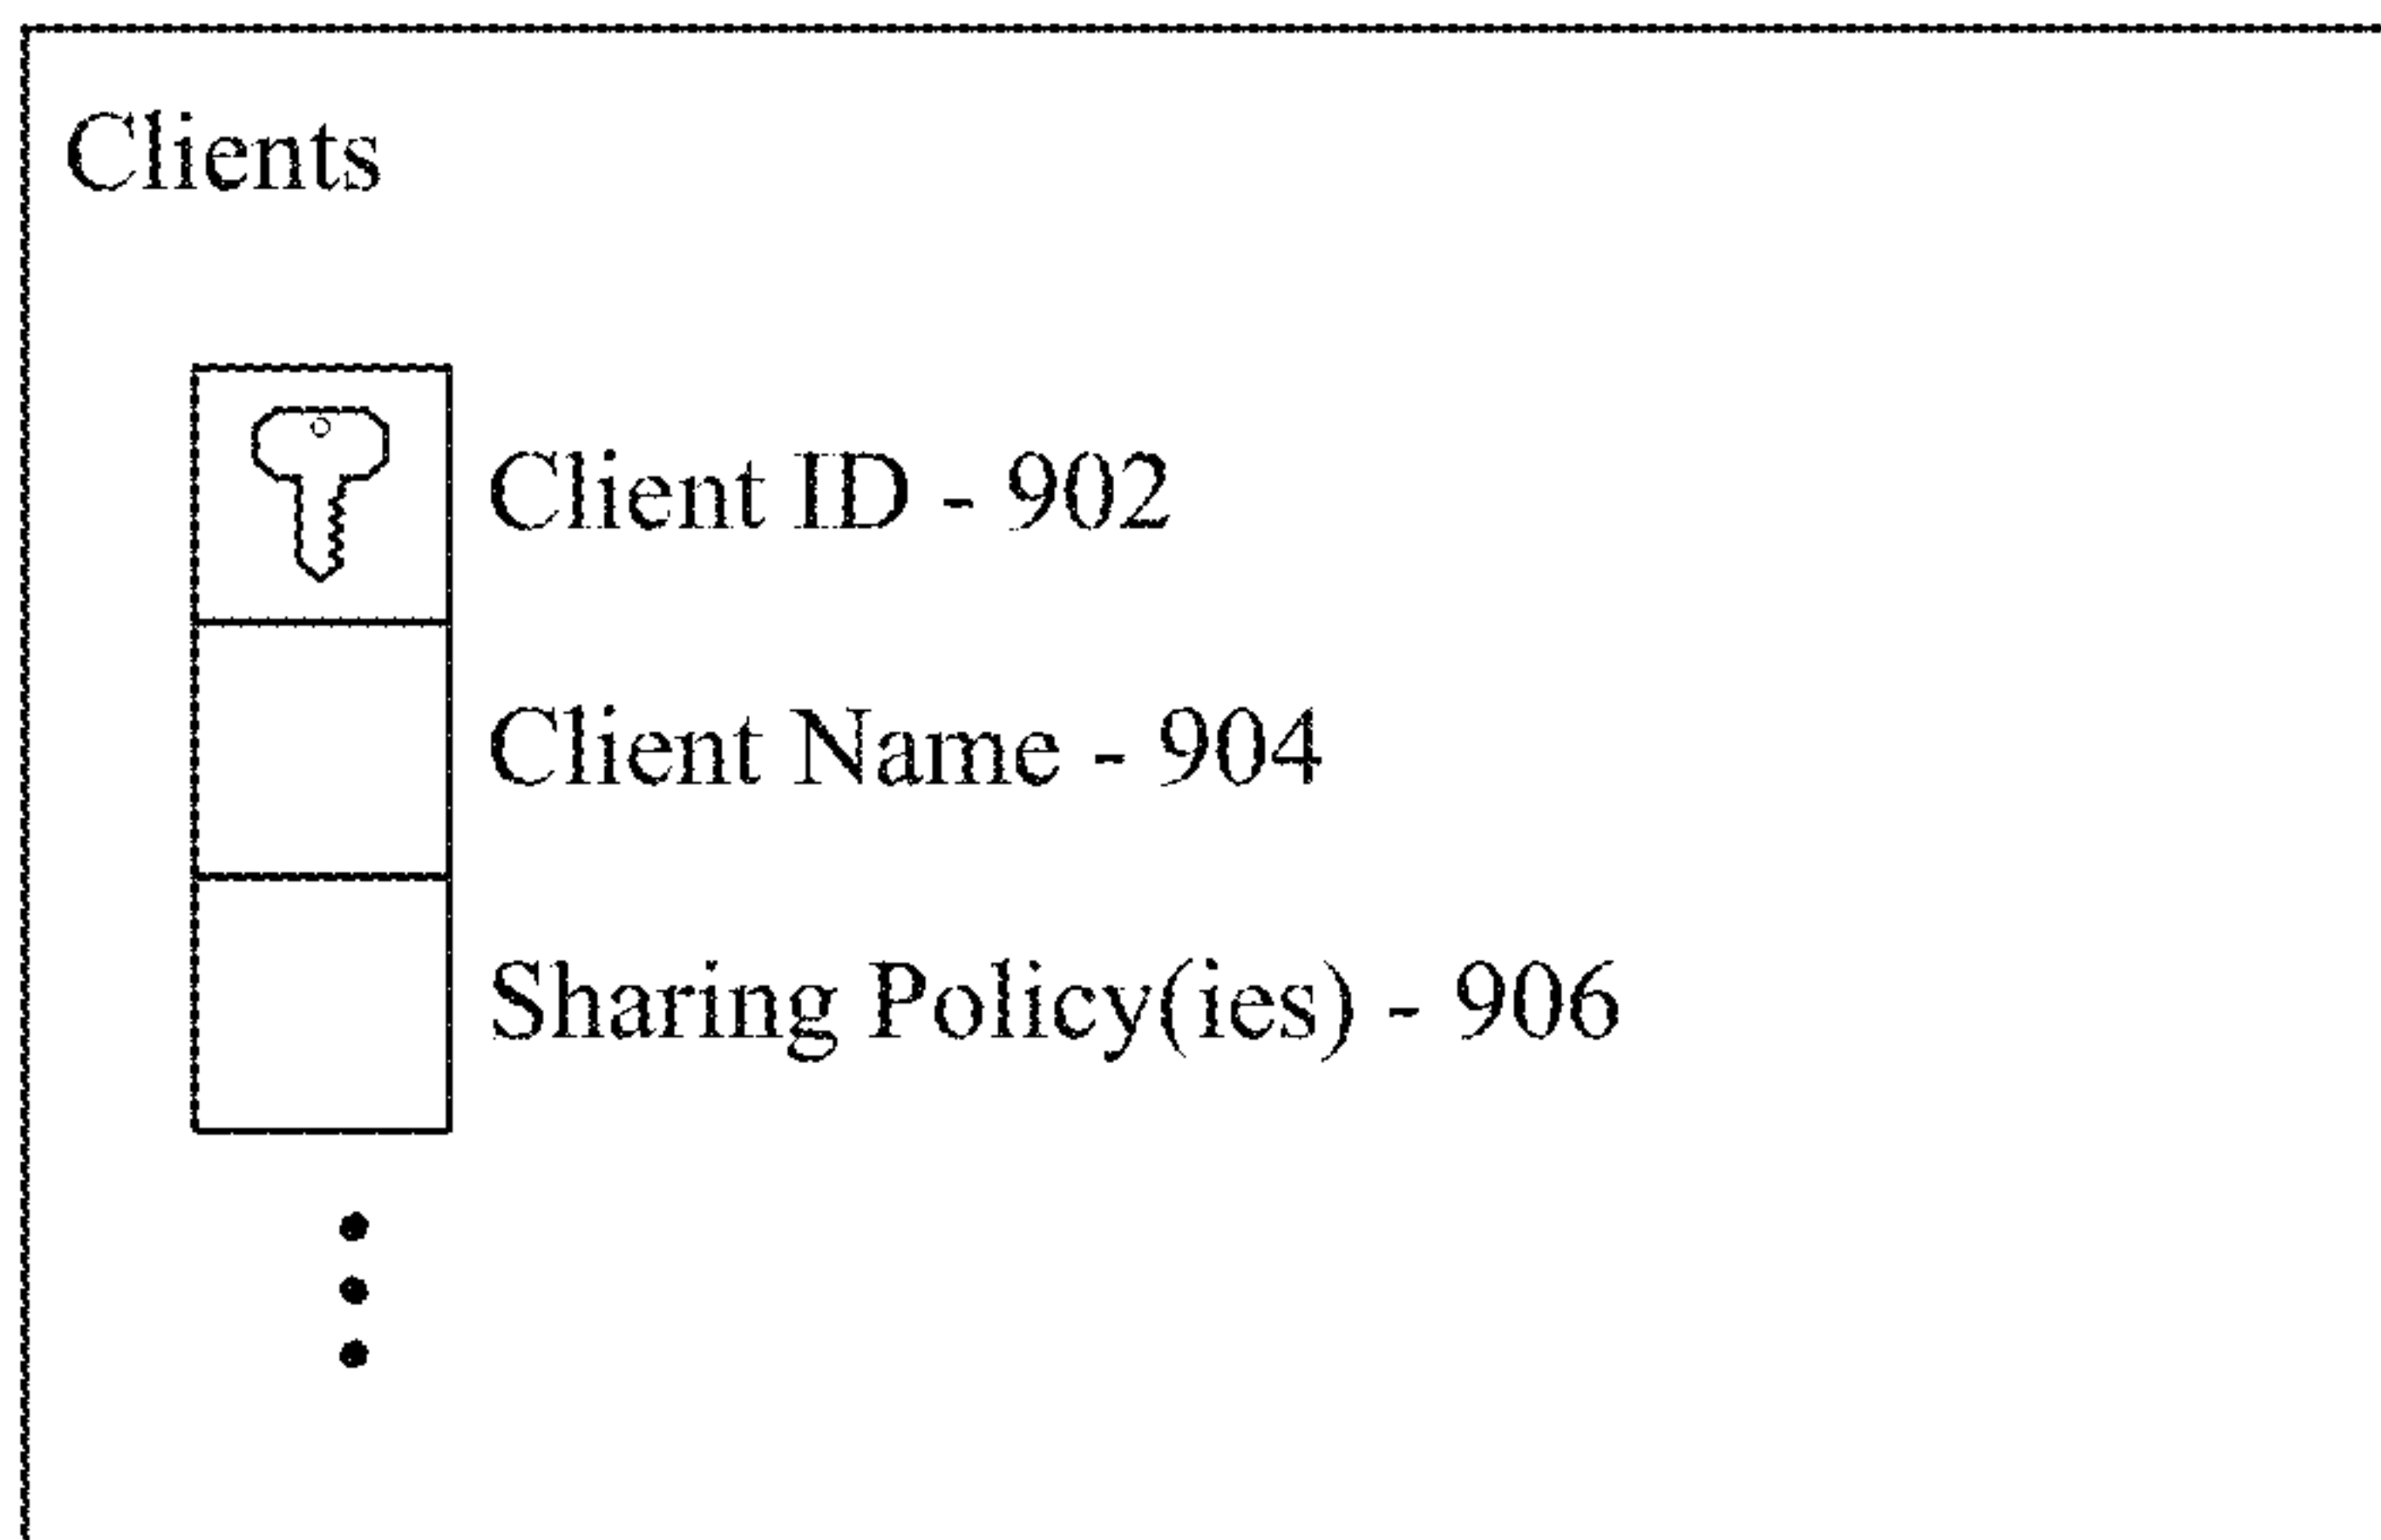 Clients
Client ID - 902
Client Name - 904
Sharing Policy(ies) - 906